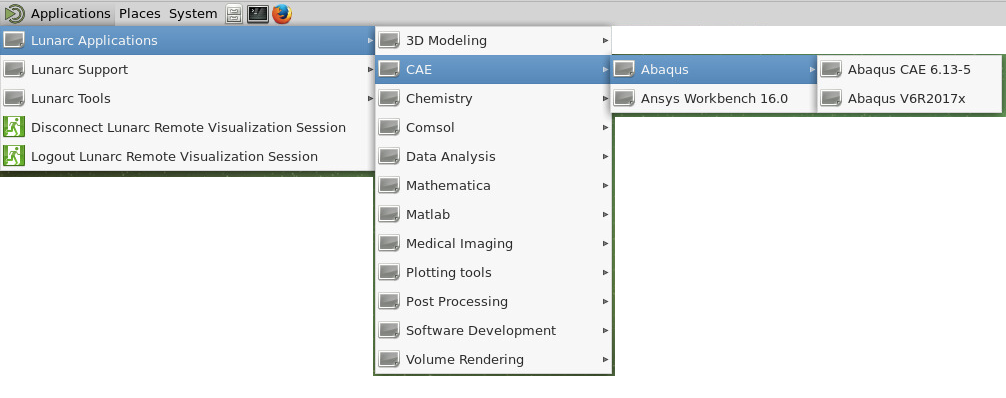 Applications Places System
Lunarc Applications
Lunarc Support
Lunarc Tools
Disconnect Lunarc Remote Visualization Session
Logout Lunarc Remote Visualization Session
3D Modeling
CAE
Chemistry
Comsol
Data Analysis
Mathematica
Matlab
Medical Imaging
Plotting tools
Post Processing
Software Development
Volume Rendering
Abaqus
Ansys Workbench 16.0
Abaqus CAE 6.13-5
Abaqus V6R2017x